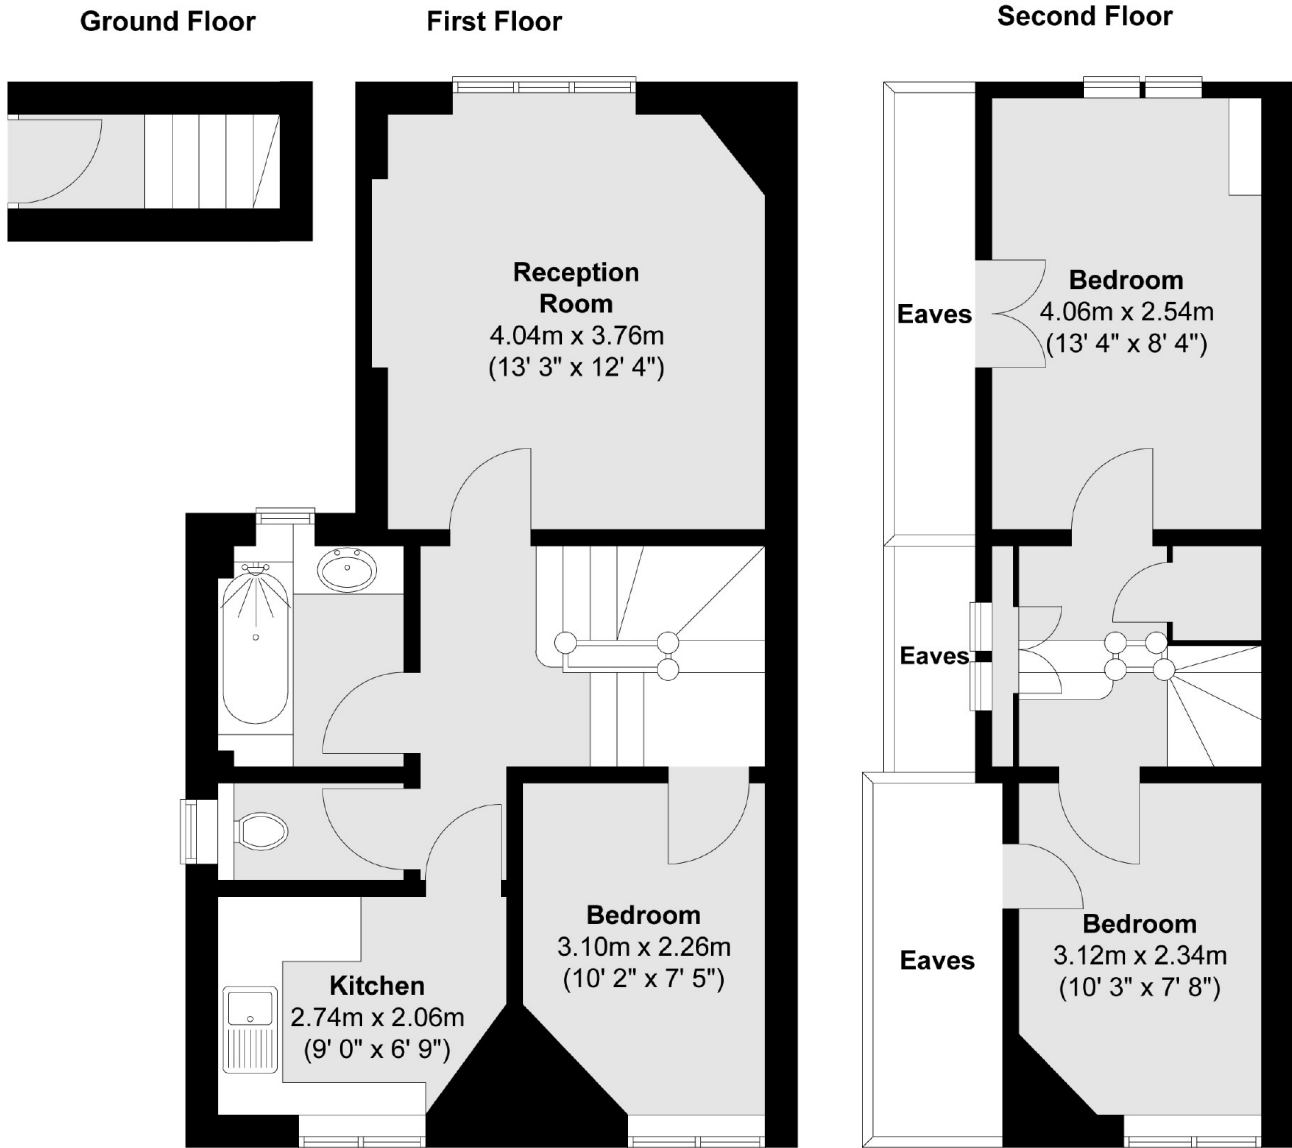 Ground Floor
First Floor
Second Floor
Reception
Room
4.04m x 3.76m
(13' 3" x 12' 4")
Eaves
Bedroom
4.06m x 2.54m
(13' 4" x 8' 4")
Eaves
Bedroom
3.10m x 2.26m
(10' 2" x 7' 5")
Kitchen
2.74m x 2.06m
(9' 0" x 6' 9")
Eaves
Bedroom
3.12m x 2.34m
(10' 3" x 7' 8")